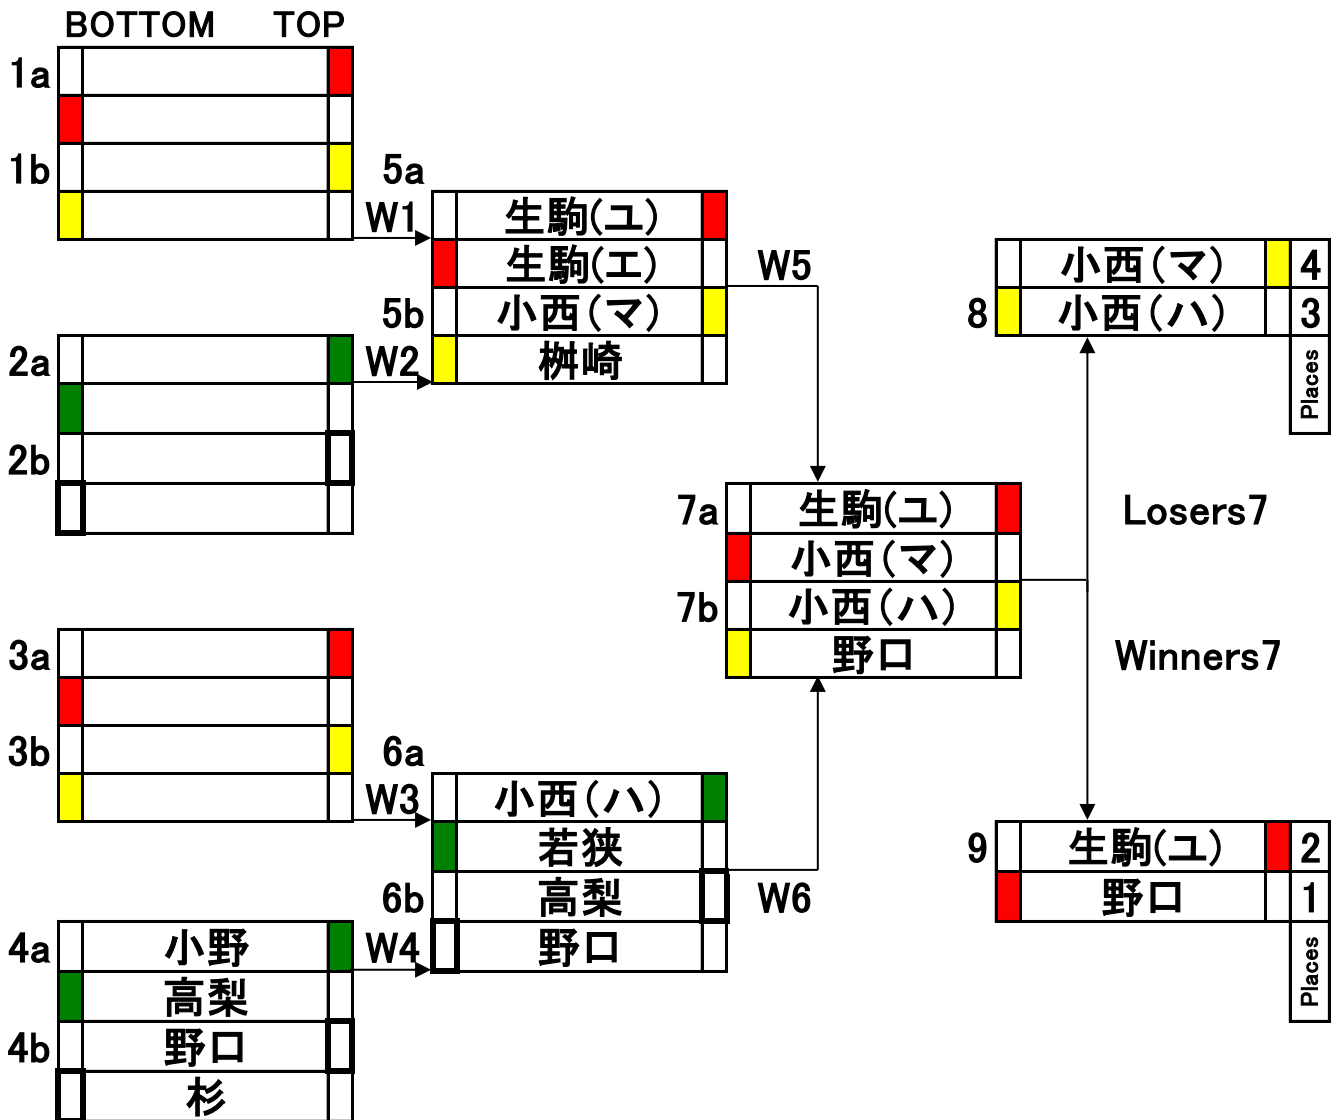 BOTTOM TOP
1a
1b
2a
2b
3a
3b
4a 小野
高梨
4b 野口
杉
W1
W2
W3
W4
5a
生駒(ユ)
生駒(エ)
5b 小西(マ)
桝崎
6a
小西(ハ)
若狭
6b 高梨
野口
W5
W6
7a 生駒(ユ)
小西(マ)
7b 小西(ハ)
野口
Losers7
Winners7
小西(マ) 4
8 小西(ハ) 3
Places
9 生駒(ユ) 2
野口 1
Places